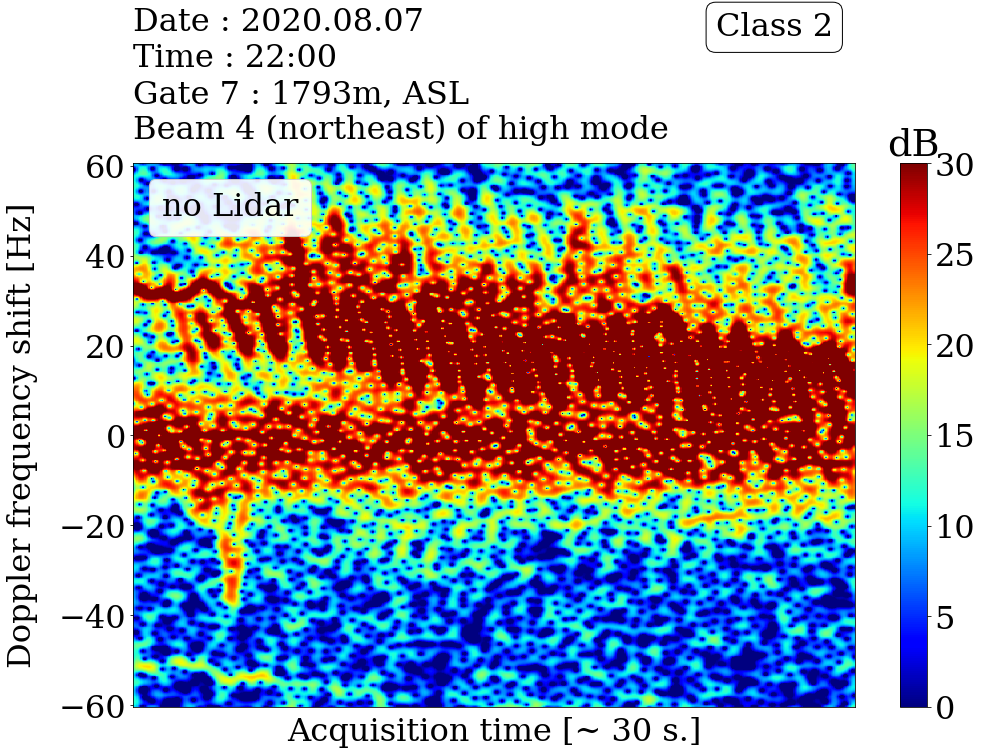 Date : 2020.08.07
Time : 22:00
Gate 7 : 1793m, ASL
Beam 4 (northeast) of high mode
Class 2
dB
no Lidar
Doppler frequency shift [Hz]
60
40
20
0
−20
−40
−60
Acquisition time [~ 30 s.]
30
25
20
15
10
5
0